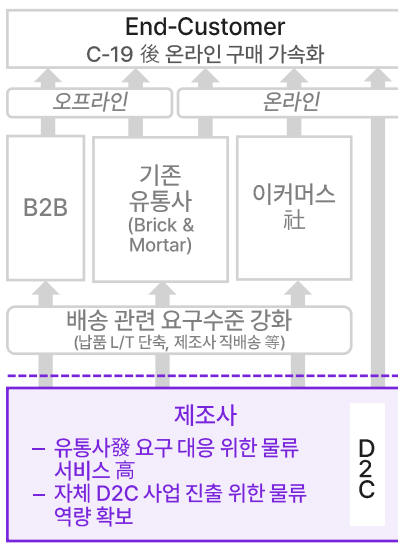 End-Customer
C-19 後 온라인 구매 가속화
오프라인
온라인
B2B
기존
유통사
(Brick &
Mortar)
이커머스
社
배송 관련 요구수준 강화
(납품 L/T 단축, 제조사 직배송 等)
제조사
– 유통사發 요구 대응 위한 물류
서비스 高
– 자체 D2C 사업 진출 위한 물류
역량 확보
D
2
C